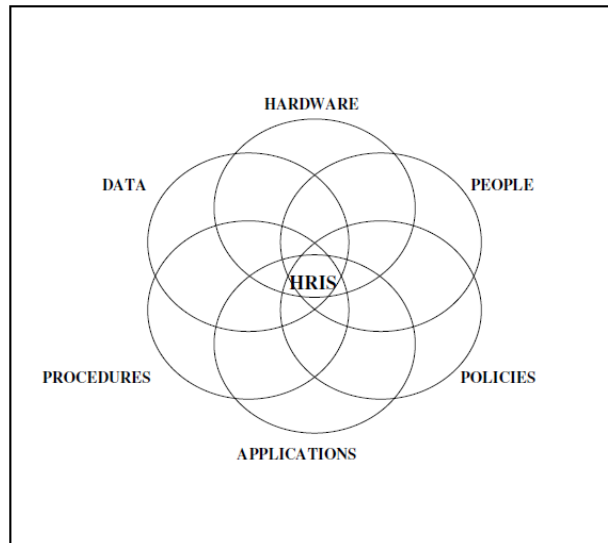 HARDWARE
DATA
PEOPLE
HRIS
PROCEDURES
POLICIES
APPLICATIONS